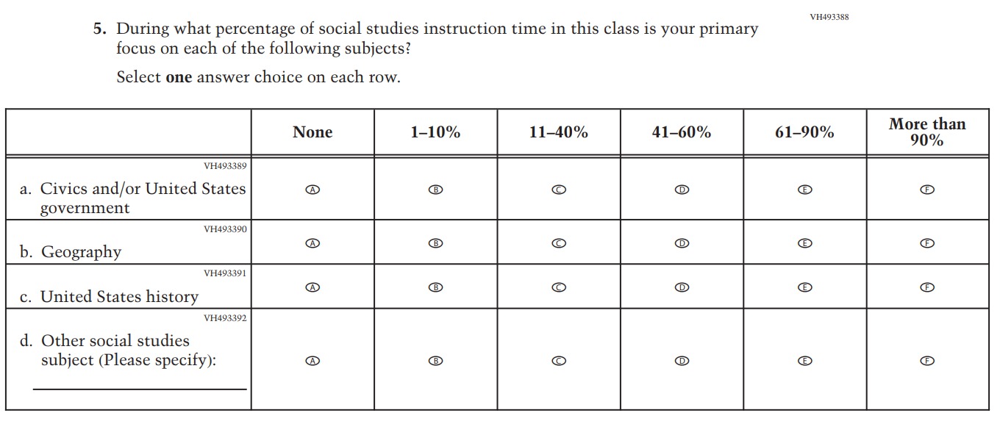 VH493388
5. During what percentage of social studies instruction time in this class is your primary
focus on each of the following subjects?
Select one answer choice on each row.
None 1–10% 11–40% 41–60% 61–90% More than
90%
VH493389
a. Civics and/or United States
government
A B C D E F
VH493390
b. Geography
A B C D E F
VH493391
c. United States history
A B C D E F
VH493392
d. Other social studies
subject (Please specify):
A B C D E F